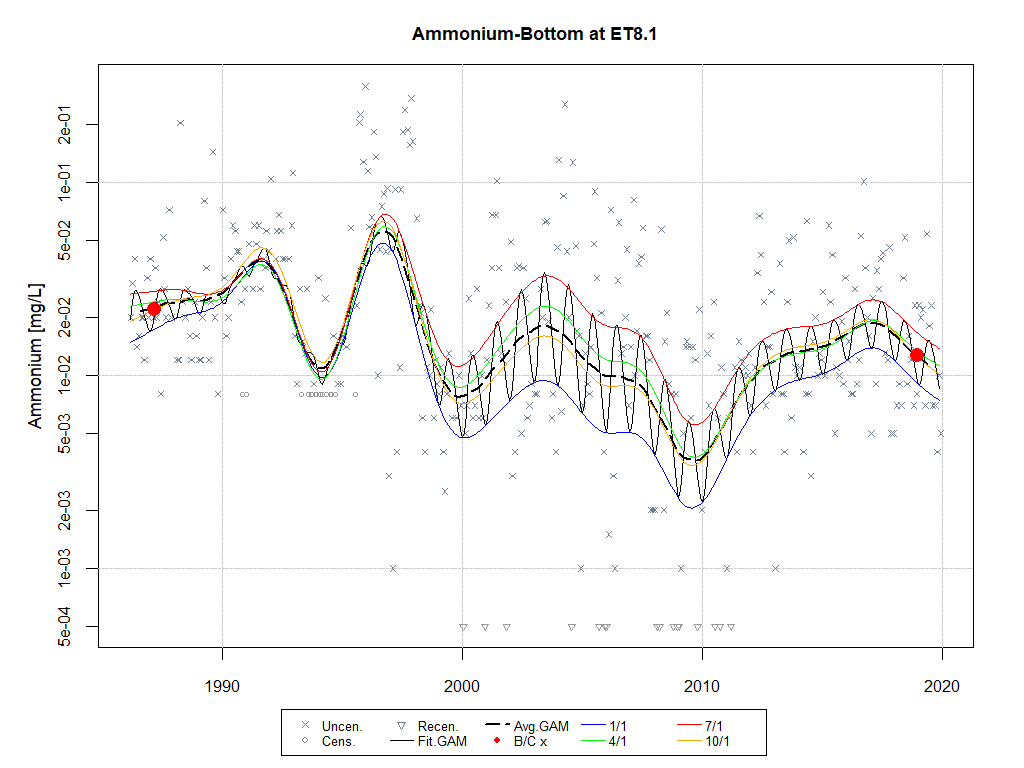 Ammonium-Bottom at ET8.1
Ammonium [mg/L]
2e-01
1e-01
5e-02
2e-02
1e-02
5e-03
2e-03
1e-03
5e-04
1990 2000 2010 2020
Uncen. Recen. Avg.GAM 1/1 7/1
Cens. Fit.GAM B/C x 4/1 10/1